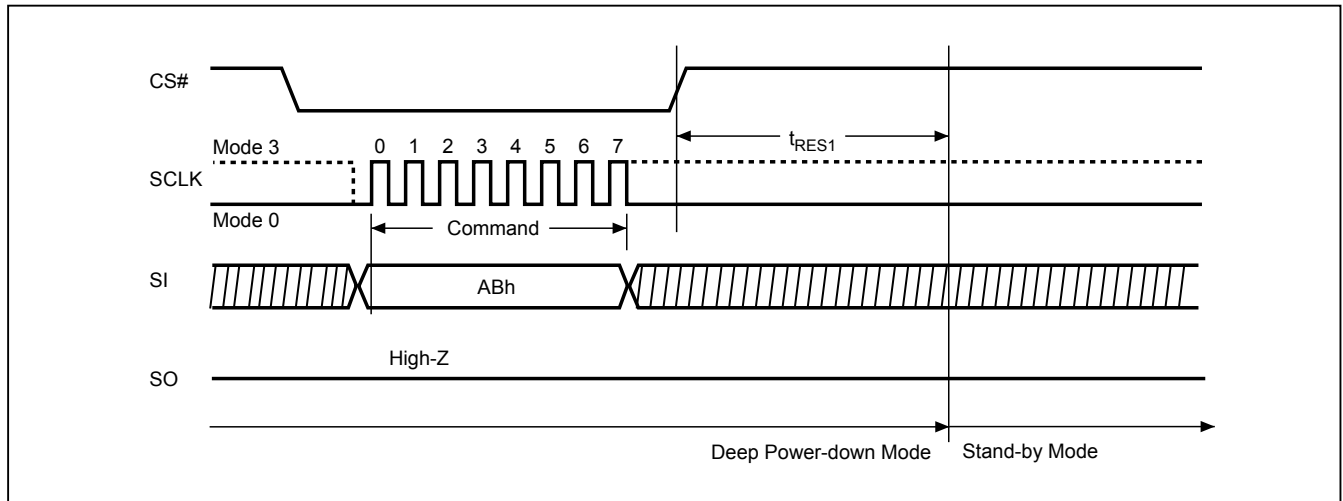 CS#
tRES1
Mode 3
0 1 2 3 4 5 6 7
SCLK
Mode 0
Command
SI
ABh
High-Z
SO
Deep Power-down Mode
Stand-by Mode